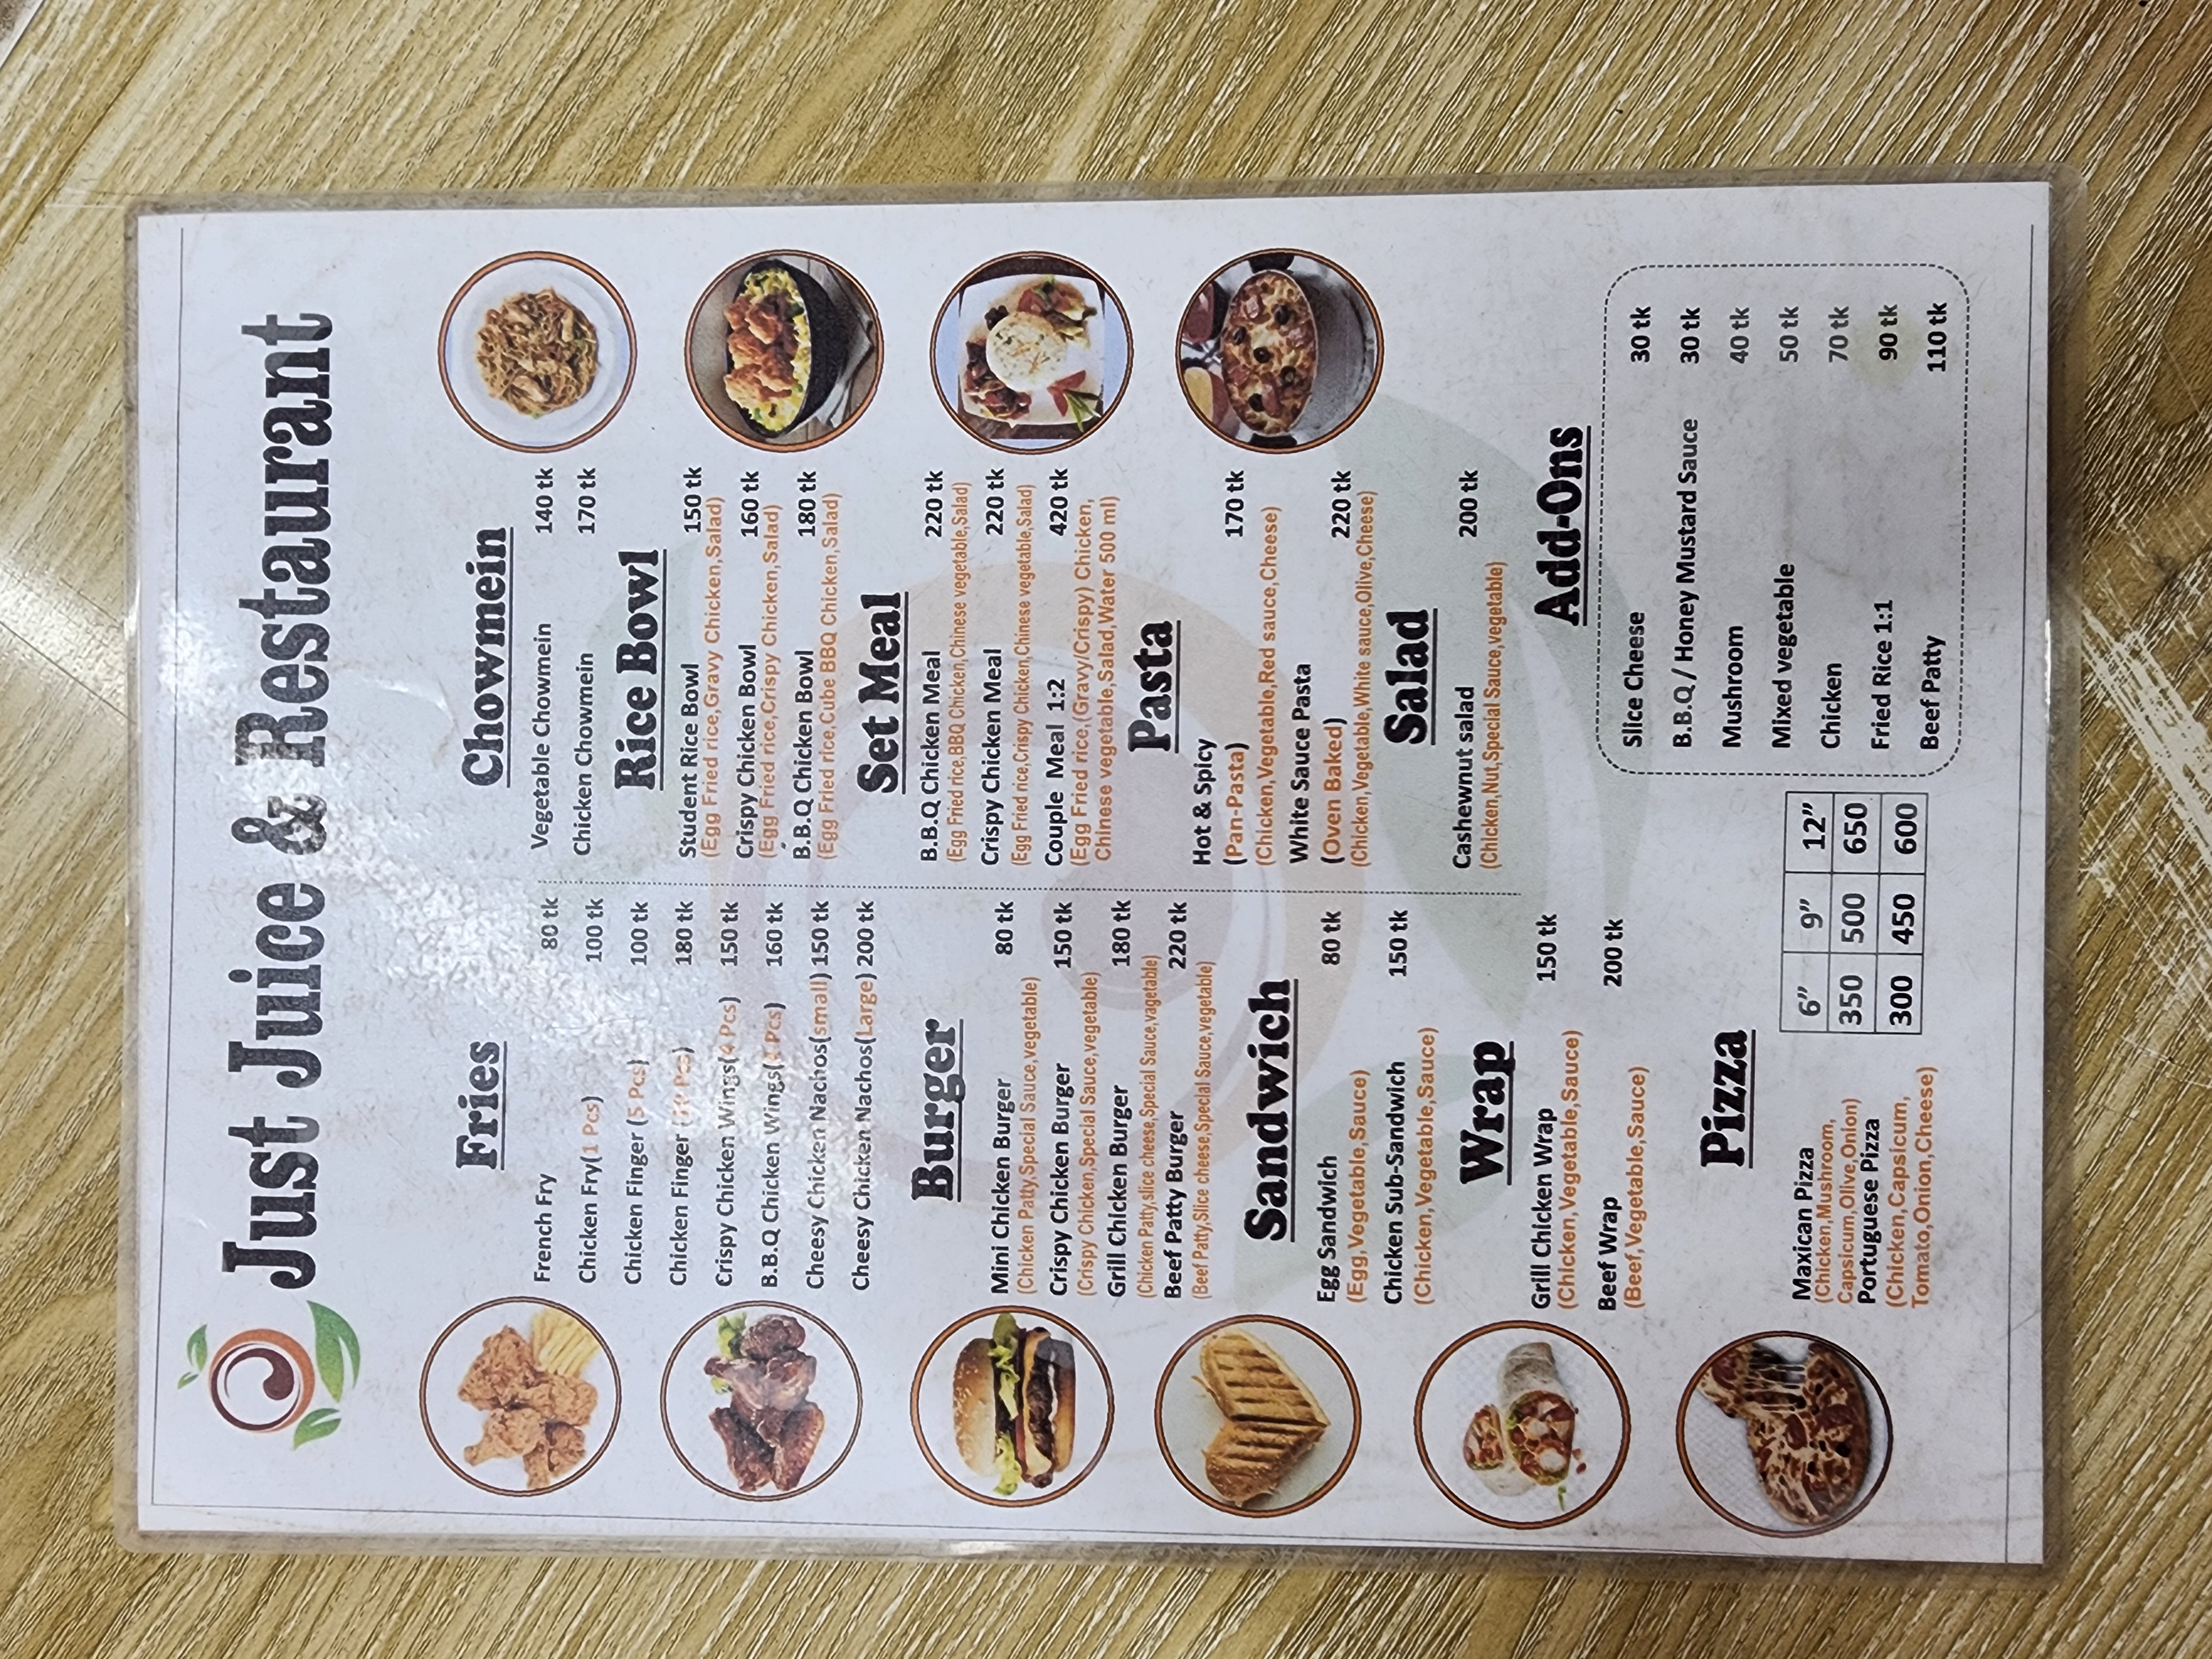 Just Juice & Restaurant
Fries
French Fry 80 tk
Chicken Fry(1 Pcs) 100 tk
Chicken Finger (5 Pcs) 100 tk
Chicken Finger (10 Pcs) 180 tk
Crispy Chicken Wings(4 Pcs) 150 tk
B.B.Q Chicken Wings( Pcs) 160 tk
Cheesy Chicken Nachos(small) 150 tk
Cheesy Chicken Nachos(Large) 200 tk
Burger
Mini Chicken Burger 80 tk
(Chicken Patty,Special Sauce,vegetable)
Crispy Chicken Burger 150 tk
(Crispy Chicken,Special Sauce,vegetable)
Grill Chicken Burger 180 tk
(Chicken Patty,slice cheese,Special Sauce,vagetable)
Beef Patty Burger 220 tk
(Beef Patty,Slice cheese,Special Sauce,vegetable)
Sandwich
Egg Sandwich 80 tk
(Egg,Vegetable,Sauce)
Chicken Sub-Sandwich 150 tk
(Chicken,Vegetable,Sauce)
Wrap
Grill Chicken Wrap 150 tk
(Chicken,Vegetable,Sauce)
Beef Wrap 200 tk
(Beef,Vegetable,Sauce)
Pizza
6” 9” 12”
Maxican Pizza 350 500 650
(Chicken,Mushroom,
Capsicum,Olive,Onion)
Portuguese Pizza 300 450 600
(Chicken,Capsicum,
Tomato,Onion,Cheese)
Chowmein
Vegetable Chowmein 140 tk
Chicken Chowmein 170 tk
Rice Bowl
Student Rice Bowl 150 tk
(Egg Fried rice,Gravy Chicken,Salad)
Crispy Chicken Bowl 160 tk
(Egg Fried rice,Crispy Chicken,Salad)
B.B.Q Chicken Bowl 180 tk
(Egg Fried rice,Cube BBQ Chicken,Salad)
Set Meal
B.B.Q Chicken Meal 220 tk
(Egg Fried rice,BBQ Chicken,Chinese vegetable,Salad)
Crispy Chicken Meal 220 tk
(Egg Fried rice,Crispy Chicken,Chinese vegetable,Salad)
Couple Meal 1:2 420 tk
(Egg Fried rice,(Gravy/Crispy) Chicken,
Chinese vegetable,Salad,Water 500 ml)
Pasta
Hot & Spicy
(Pan-Pasta) 170 tk
(Chicken,Vegetable,Red sauce,Cheese)
White Sauce Pasta
(Oven Baked) 220 tk
(Chicken,Vegetable,White sauce,Olive,Cheese)
Salad
Cashewnut salad 200 tk
(Chicken,Nut,Special Sauce,vegetable)
Add-Ons
Slice Cheese 30 tk
B.B.Q / Honey Mustard Sauce 30 tk
Mushroom 40 tk
Mixed vegetable 50 tk
Chicken 70 tk
Fried Rice 1:1 90 tk
Beef Patty 110 tk